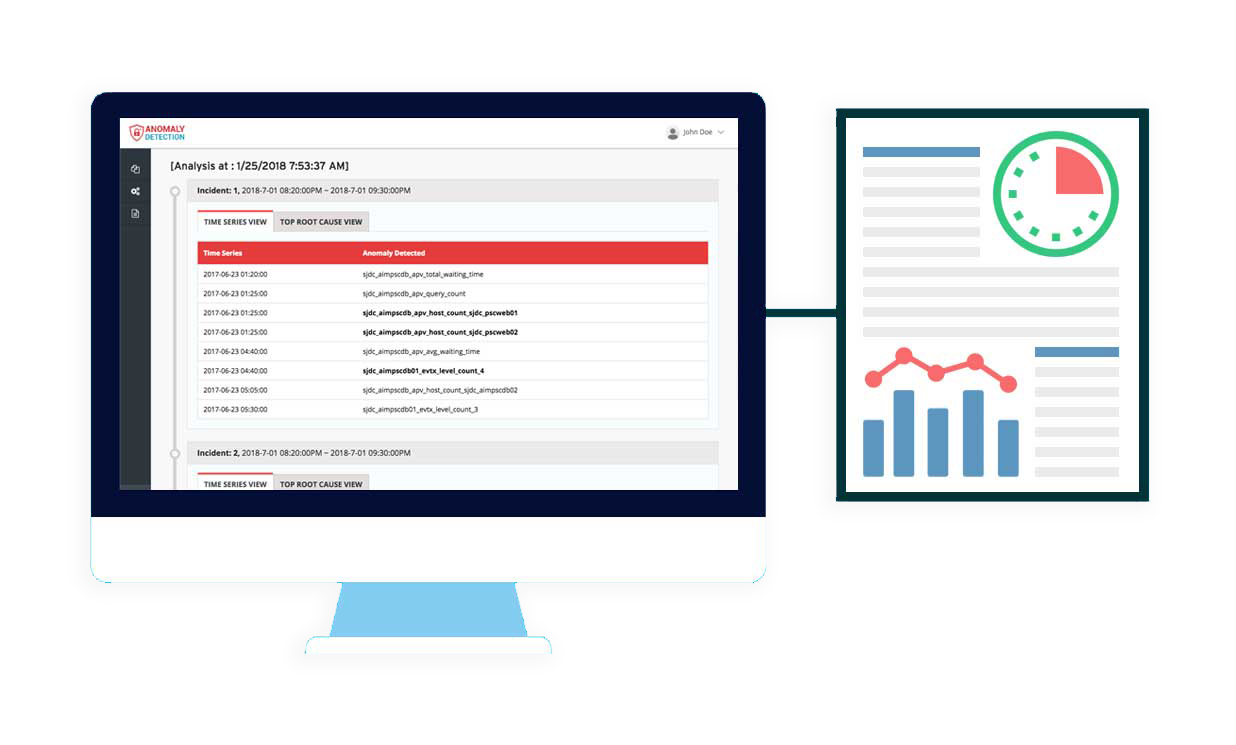 ANOMALY
DETECTION
John Doe
[Analysis at : 1/25/2018 7:53:37 AM]
Incident: 1, 2018-7-01 08:20:00PM ~ 2018-7-01 09:30:00PM
TIME SERIES VIEW TOP ROOT CAUSE VIEW
Time Series Anomaly Detected
2017-06-23 01:20:00 sjdc_aimpscdb_apv_total_waiting_time
2017-06-23 01:25:00 sjdc_aimpscdb_apv_query_count
2017-06-23 01:25:00 sjdc_aimpscdb_apv_host_count_sjdc_pscweb01
2017-06-23 01:25:00 sjdc_aimpscdb_apv_host_count_sjdc_pscweb02
2017-06-23 04:40:00 sjdc_aimpscdb_apv_avg_waiting_time
2017-06-23 04:40:00 sjdc_aimpscdb01_evtx_level_count_4
2017-06-23 05:05:00 sjdc_aimpscdb_apv_host_count_sjdc_aimpscdb02
2017-06-23 05:30:00 sjdc_aimpscdb01_evtx_level_count_3
Incident: 2, 2018-7-01 08:20:00PM ~ 2018-7-01 09:30:00PM
TIME SERIES VIEW TOP ROOT CAUSE VIEW